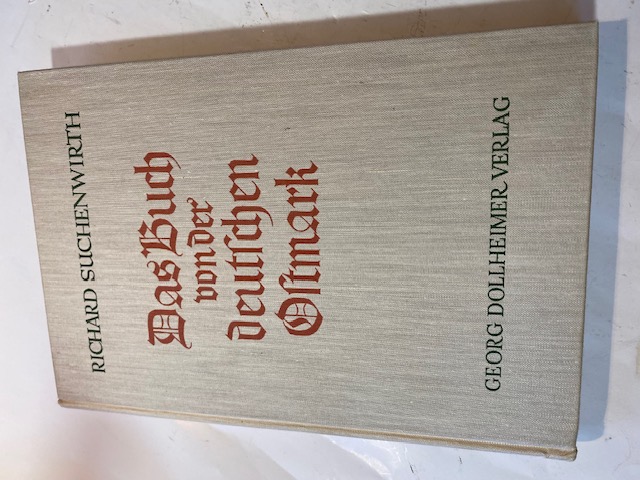 RICHARD SUCHENWIRTH
Das Buch
von der
deutſchen
Oſtmark
GEORG DOLLHEIMER VERLAG